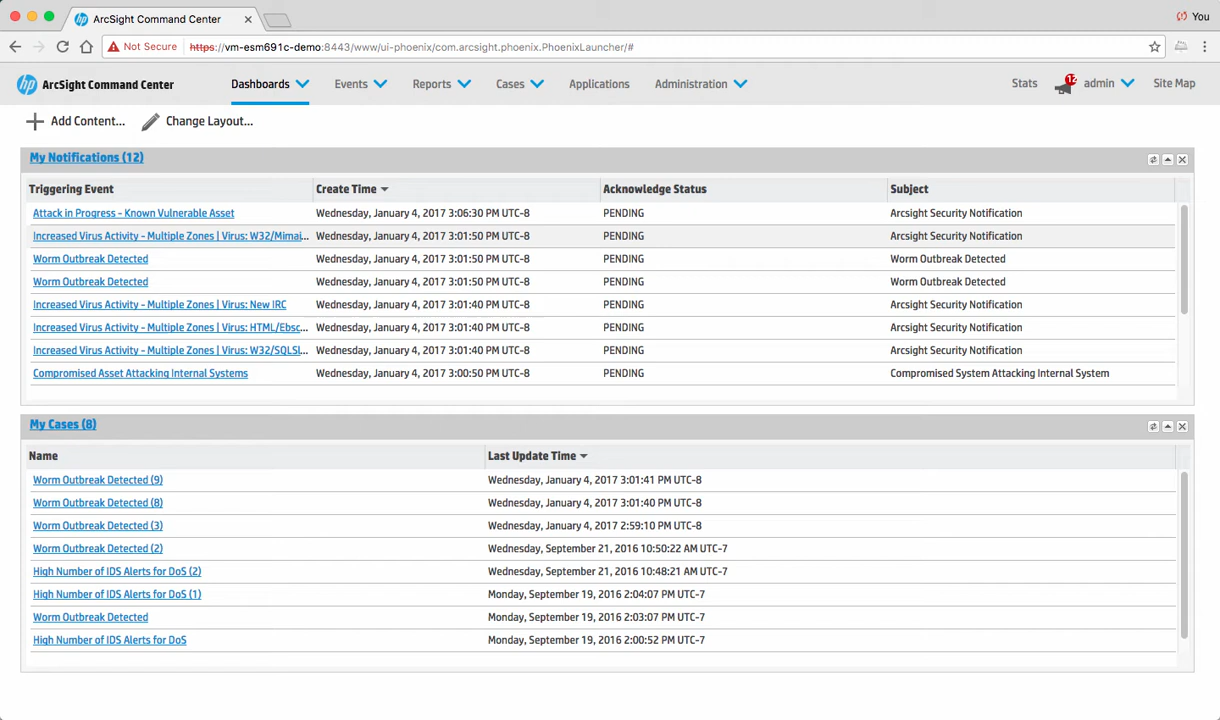 ArcSight Command Center
You
Not Secure https://vm-esm691c-demo:8443/www/ui-phoenix/com.arcsight.phoenix.PhoenixLauncher/#
hp ArcSight Command Center Dashboards Events Reports Cases Applications Administration Stats 12 admin Site Map
Add Content... Change Layout...
My Notifications (12)
Triggering Event Create Time Acknowledge Status Subject
Attack in Progress - Known Vulnerable Asset Wednesday, January 4, 2017 3:06:30 PM UTC-8 PENDING Arcsight Security Notification
Increased Virus Activity - Multiple Zones | Virus: W32/Mimai... Wednesday, January 4, 2017 3:01:50 PM UTC-8 PENDING Arcsight Security Notification
Worm Outbreak Detected Wednesday, January 4, 2017 3:01:50 PM UTC-8 PENDING Worm Outbreak Detected
Worm Outbreak Detected Wednesday, January 4, 2017 3:01:50 PM UTC-8 PENDING Worm Outbreak Detected
Increased Virus Activity - Multiple Zones | Virus: New IRC Wednesday, January 4, 2017 3:01:40 PM UTC-8 PENDING Arcsight Security Notification
Increased Virus Activity - Multiple Zones | Virus: HTML/Ebsc... Wednesday, January 4, 2017 3:01:40 PM UTC-8 PENDING Arcsight Security Notification
Increased Virus Activity - Multiple Zones | Virus: W32/SQLSl... Wednesday, January 4, 2017 3:01:40 PM UTC-8 PENDING Arcsight Security Notification
Compromised Asset Attacking Internal Systems Wednesday, January 4, 2017 3:00:50 PM UTC-8 PENDING Compromised System Attacking Internal System
My Cases (8)
Name Last Update Time
Worm Outbreak Detected (9) Wednesday, January 4, 2017 3:01:41 PM UTC-8
Worm Outbreak Detected (8) Wednesday, January 4, 2017 3:01:40 PM UTC-8
Worm Outbreak Detected (3) Wednesday, January 4, 2017 2:59:10 PM UTC-8
Worm Outbreak Detected (2) Wednesday, September 21, 2016 10:50:22 AM UTC-7
High Number of IDS Alerts for DoS (2) Wednesday, September 21, 2016 10:48:21 AM UTC-7
High Number of IDS Alerts for DoS (1) Monday, September 19, 2016 2:04:07 PM UTC-7
Worm Outbreak Detected Monday, September 19, 2016 2:03:07 PM UTC-7
High Number of IDS Alerts for DoS Monday, September 19, 2016 2:00:52 PM UTC-7